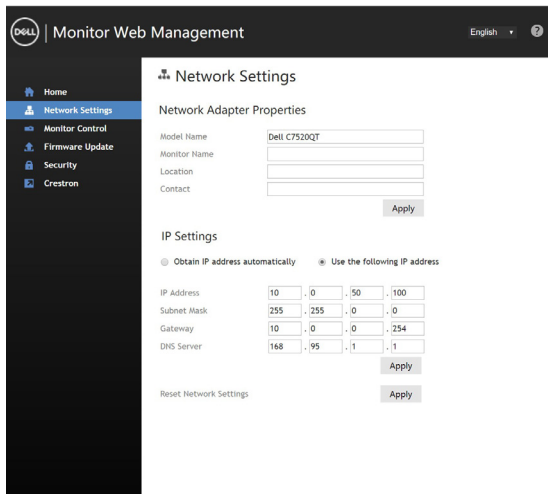 DELL | Monitor Web Management
English
?
Home
Network Settings
Monitor Control
Firmware Update
Security
Crestron
Network Settings
Network Adapter Properties
Model Name Dell C7520QT
Monitor Name
Location
Contact
Apply
IP Settings
Obtain IP address automatically Use the following IP address
IP Address 10 . 0 . 50 . 100
Subnet Mask 255 . 255 . 0 . 0
Gateway 10 . 0 . 0 . 254
DNS Server 168 . 95 . 1 . 1
Apply
Reset Network Settings Apply